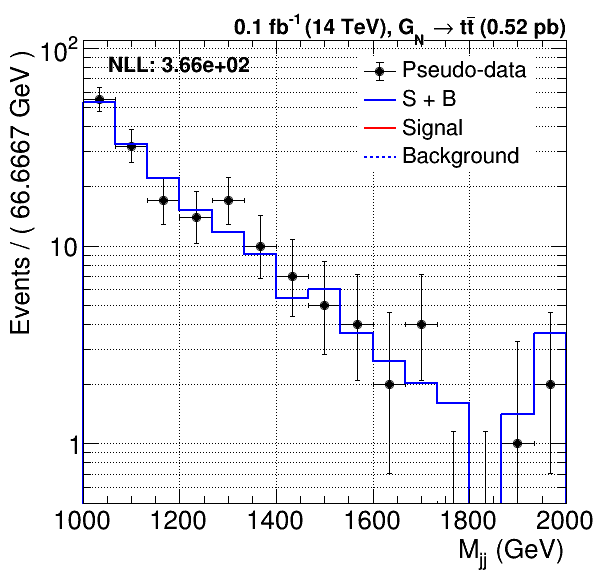 0.1 fb⁻¹ (14 TeV), G_N → tt̄ (0.52 pb)
NLL: 3.66e+02
Pseudo-data
S + B
Signal
Background
Events / ( 66.6667 GeV )
10²
10
1
1000 1200 1400 1600 1800 2000
M_jj (GeV)